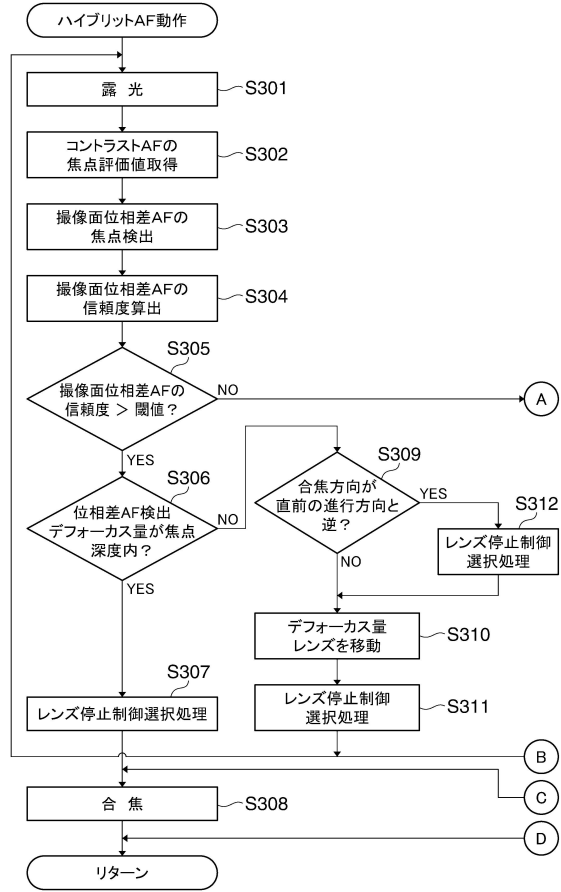 ハイブリットAF動作
露 光
S301
コントラストAFの
焦点評価値取得
S302
撮像面位相差AFの
焦点検出
S303
撮像面位相差AFの
信頼度算出
S304
S305
撮像面位相差AFの
信頼度 > 閾値?
NO
A
YES
S306
位相差AF検出
デフォーカス量が焦点
深度内?
NO
YES
S309
合焦方向が
直前の進行方向と
逆?
YES
NO
S312
レンズ停止制御
選択処理
デフォーカス量
レンズを移動
S310
S307
レンズ停止制御選択処理
レンズ停止制御
選択処理
S311
B
C
合 焦
S308
D
リターン